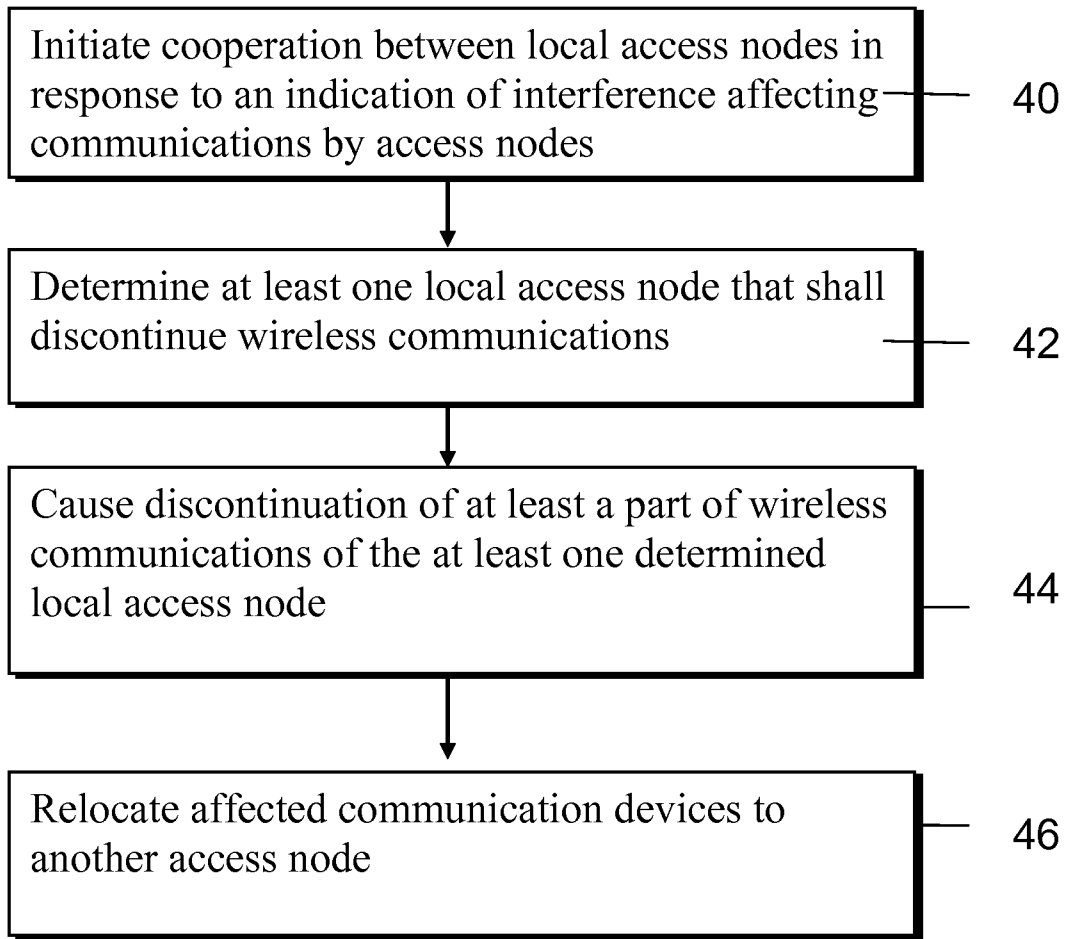 Initiate cooperation between local access nodes in
response to an indication of interference affecting
communications by access nodes
40
Determine at least one local access node that shall
discontinue wireless communications
42
Cause discontinuation of at least a part of wireless
communications of the at least one determined
local access node
44
Relocate affected communication devices to
another access node
46